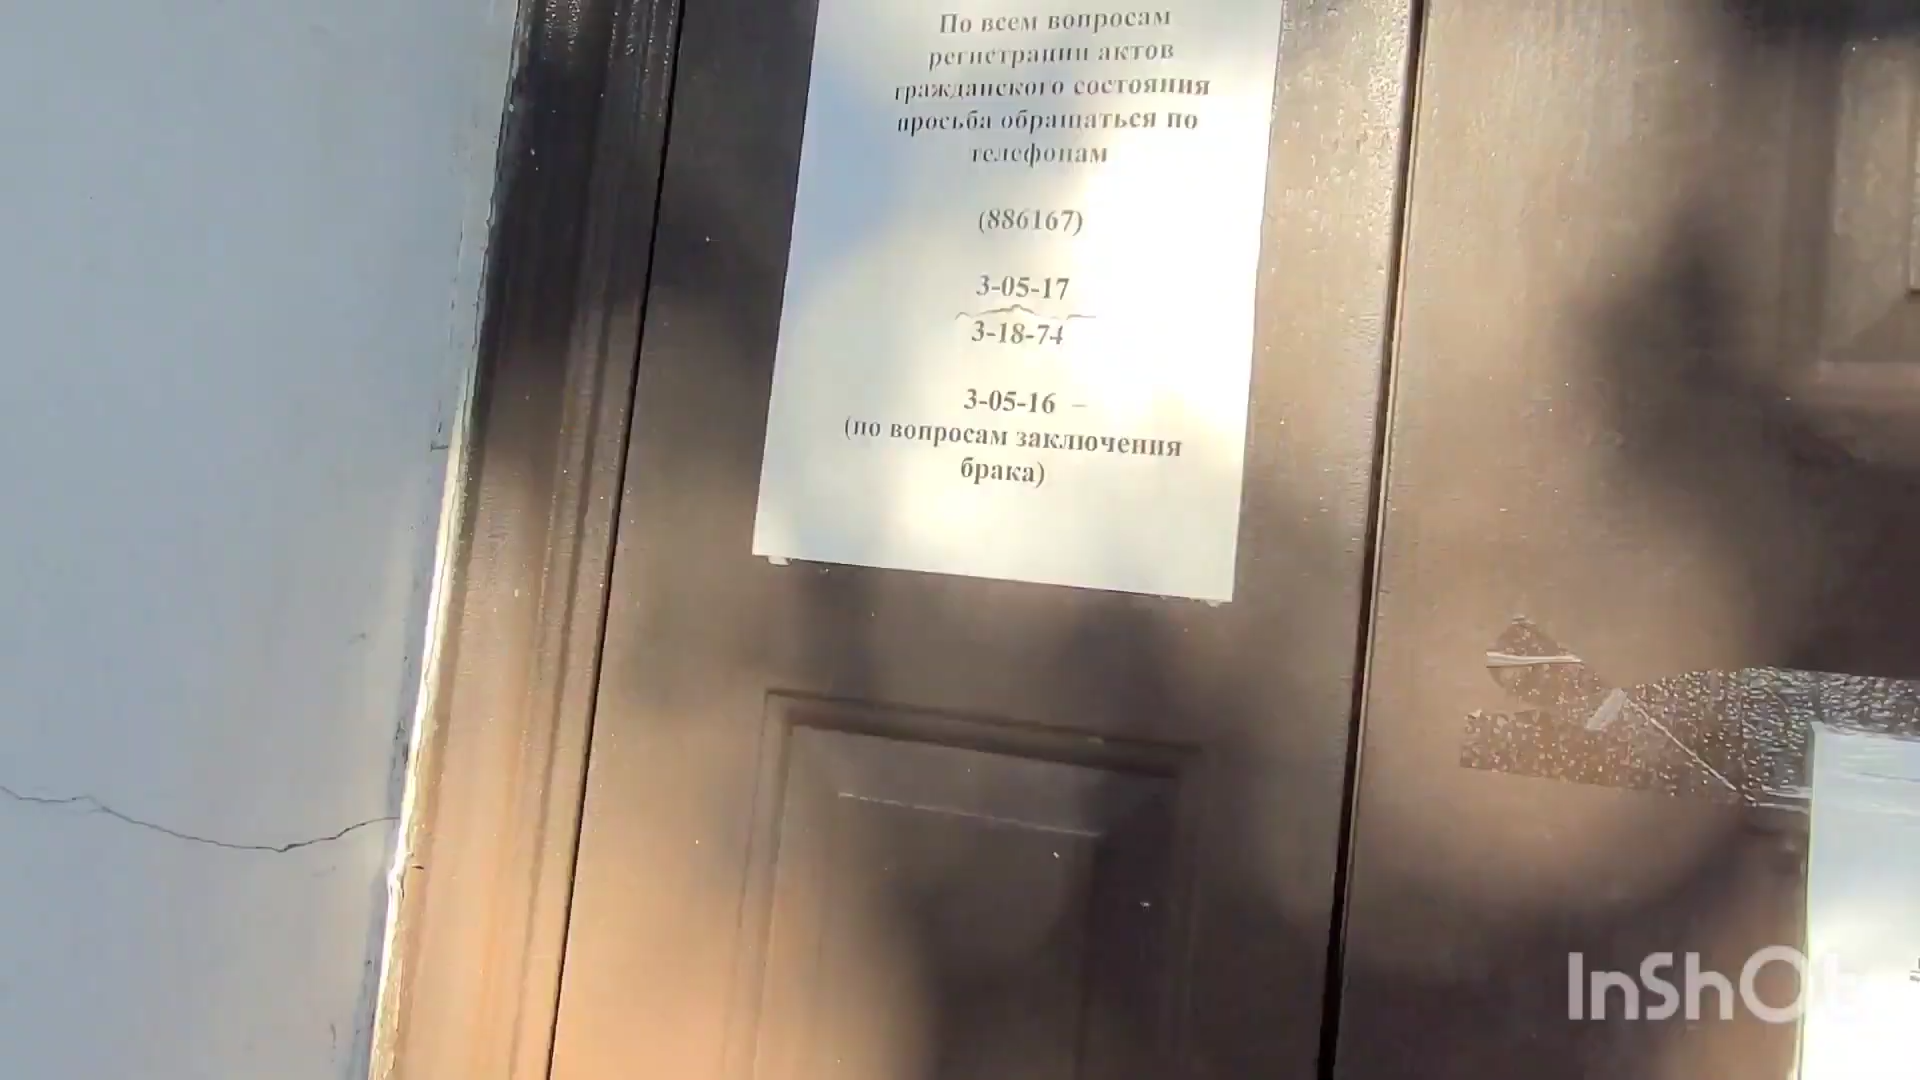 По всем вопросам
регистрации актов
гражданского состояния
просьба обращаться по
телефонам
(886167)
3-05-17
3-18-74
3-05-16 –
(по вопросам заключения
брака)
InShOt